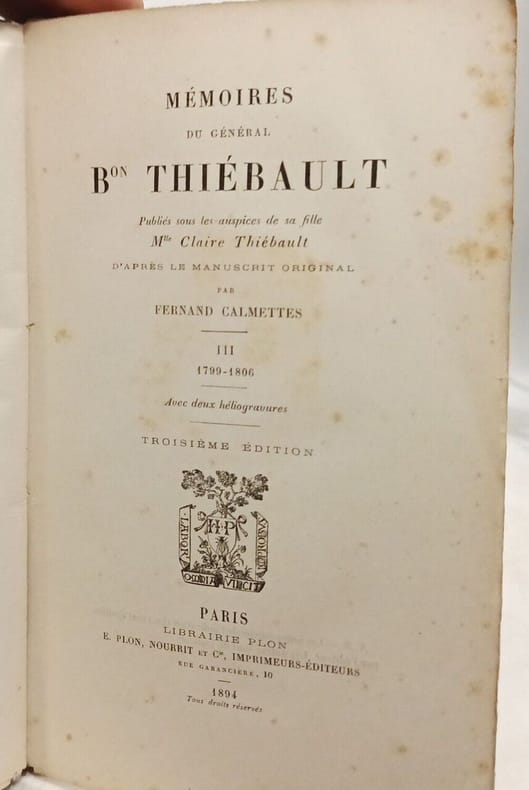 MÉMOIRES
DU GÉNÉRAL
BON THIÉBAULT
Publiés sous les auspices de sa fille
Mlle Claire Thiébault
D'APRÈS LE MANUSCRIT ORIGINAL
PAR
FERNAND CALMETTES
III
1799-1806
Avec deux héliogravures
TROISIÈME ÉDITION
H P
LABOR
OMNIA VINCIT
PARIS
LIBRAIRIE PLON
E. PLON, NOURRIT ET Cie, IMPRIMEURS-ÉDITEURS
RUE GARANCIÈRE, 10
1894
Tous droits réservés